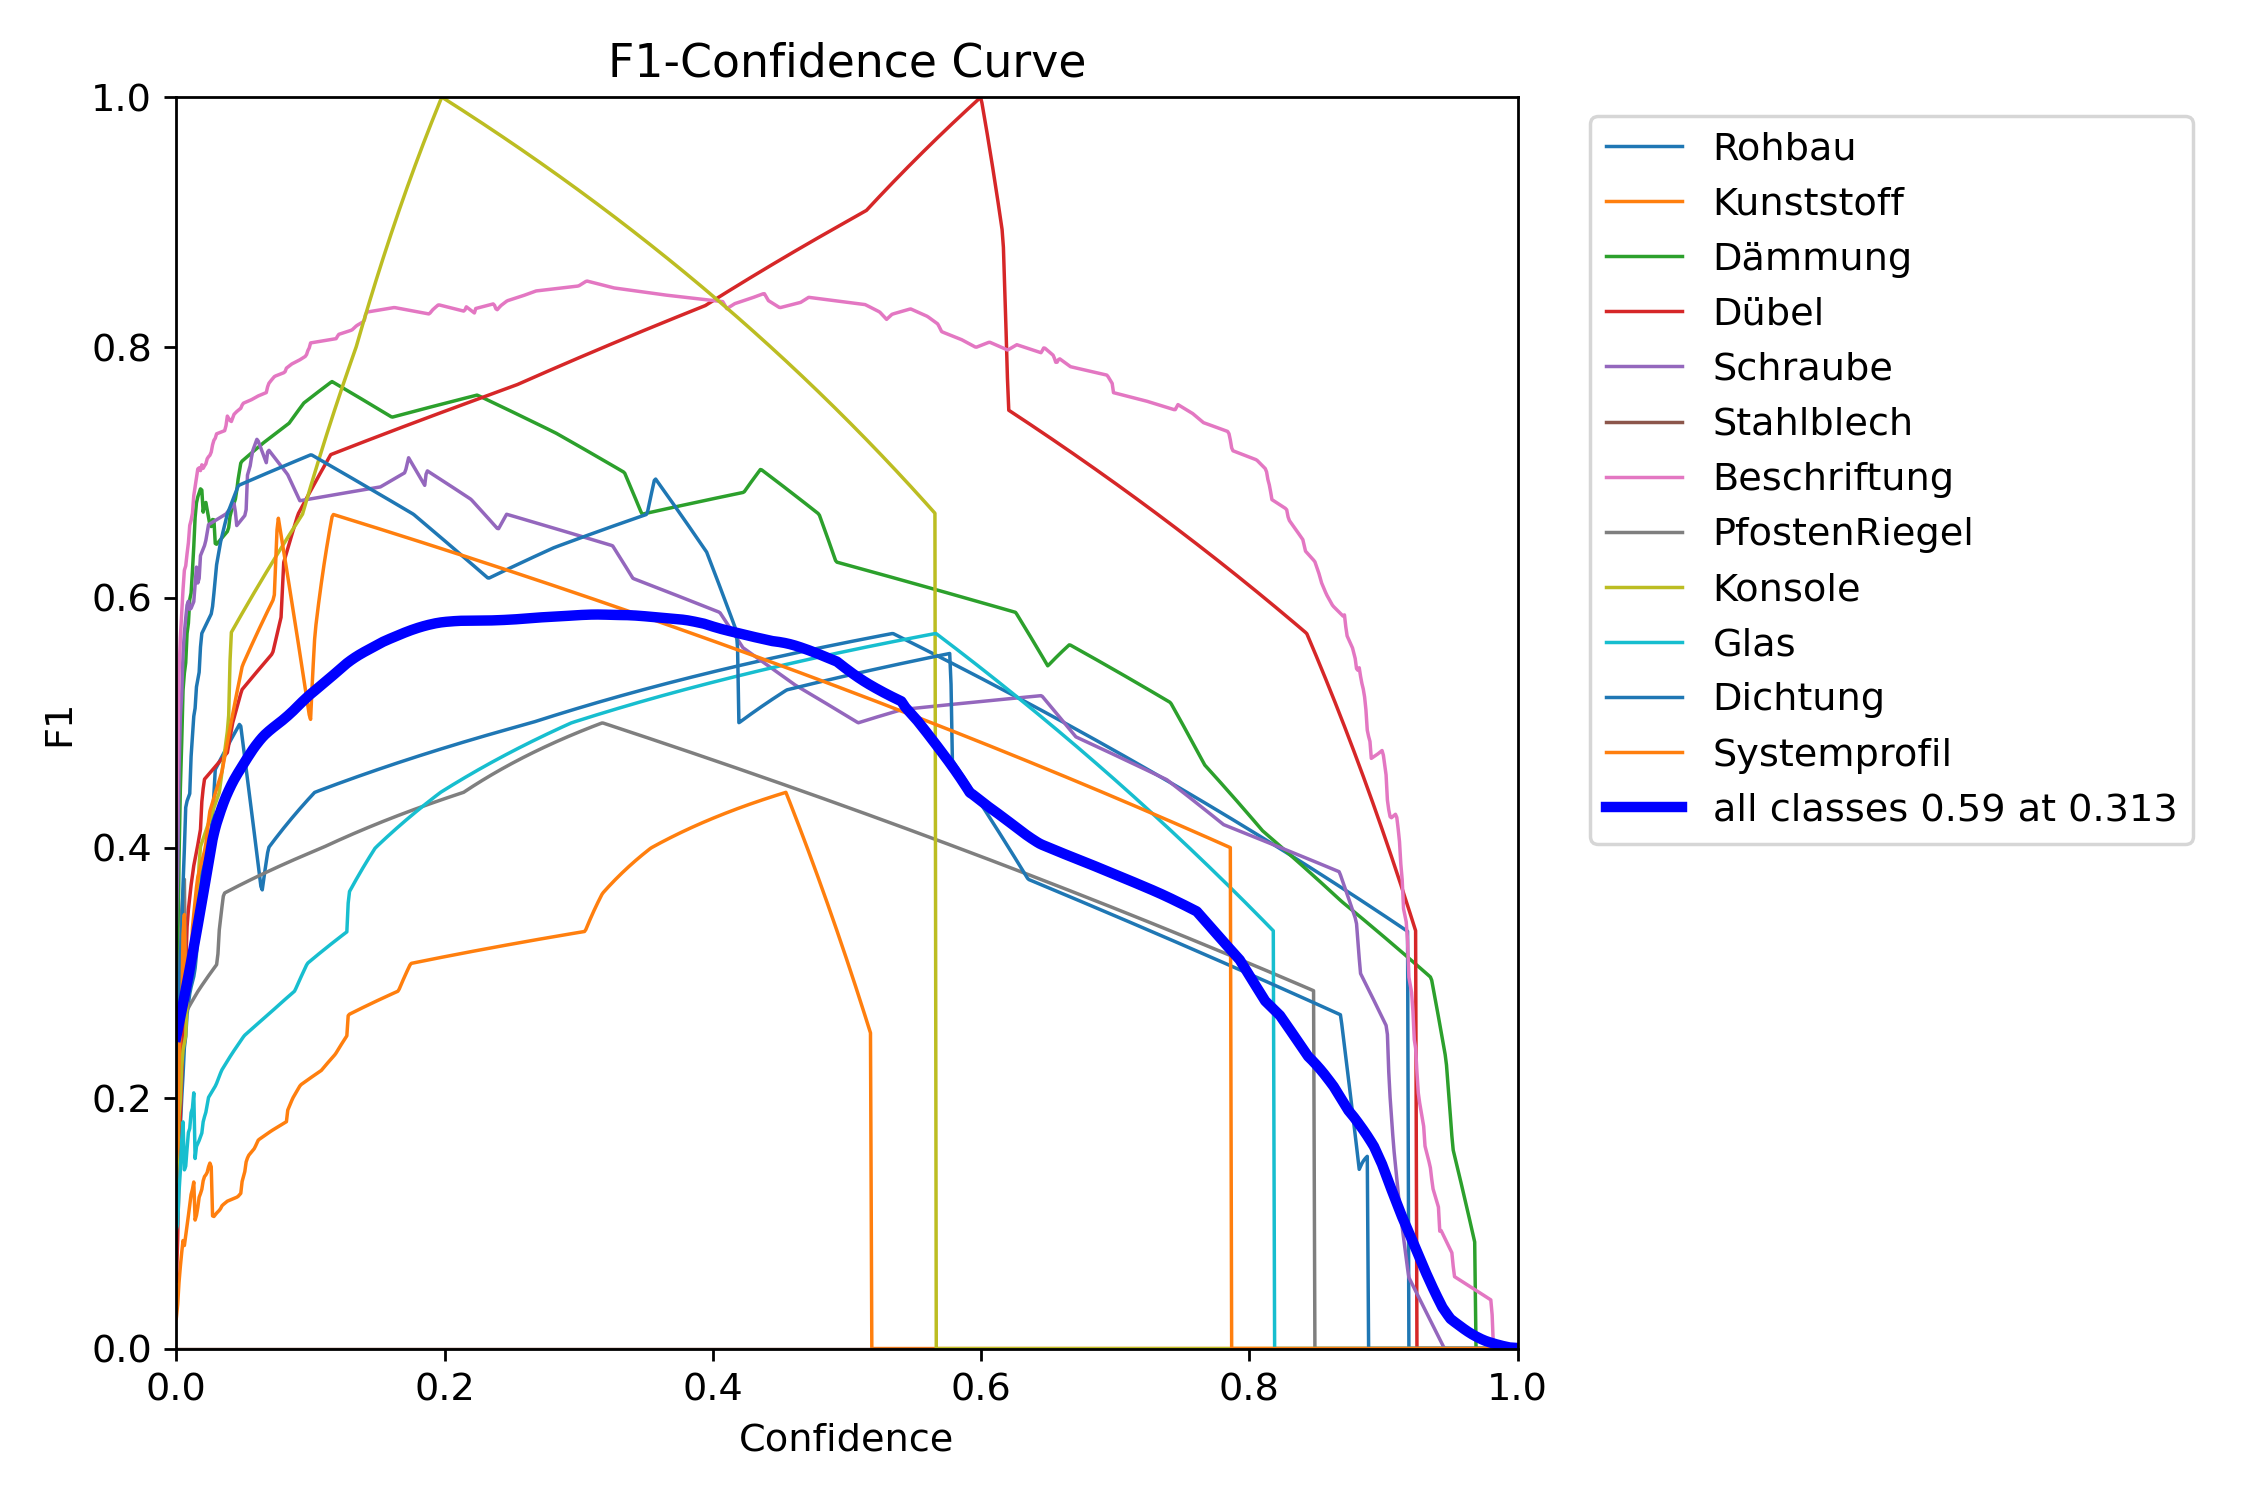 F1-Confidence Curve
1.0
0.8
0.6
0.4
0.2
0.0
F1
0.0 0.2 0.4 0.6 0.8 1.0
Confidence
Rohbau
Kunststoff
Dämmung
Dübel
Schraube
Stahlblech
Beschriftung
PfostenRiegel
Konsole
Glas
Dichtung
Systemprofil
all classes 0.59 at 0.313